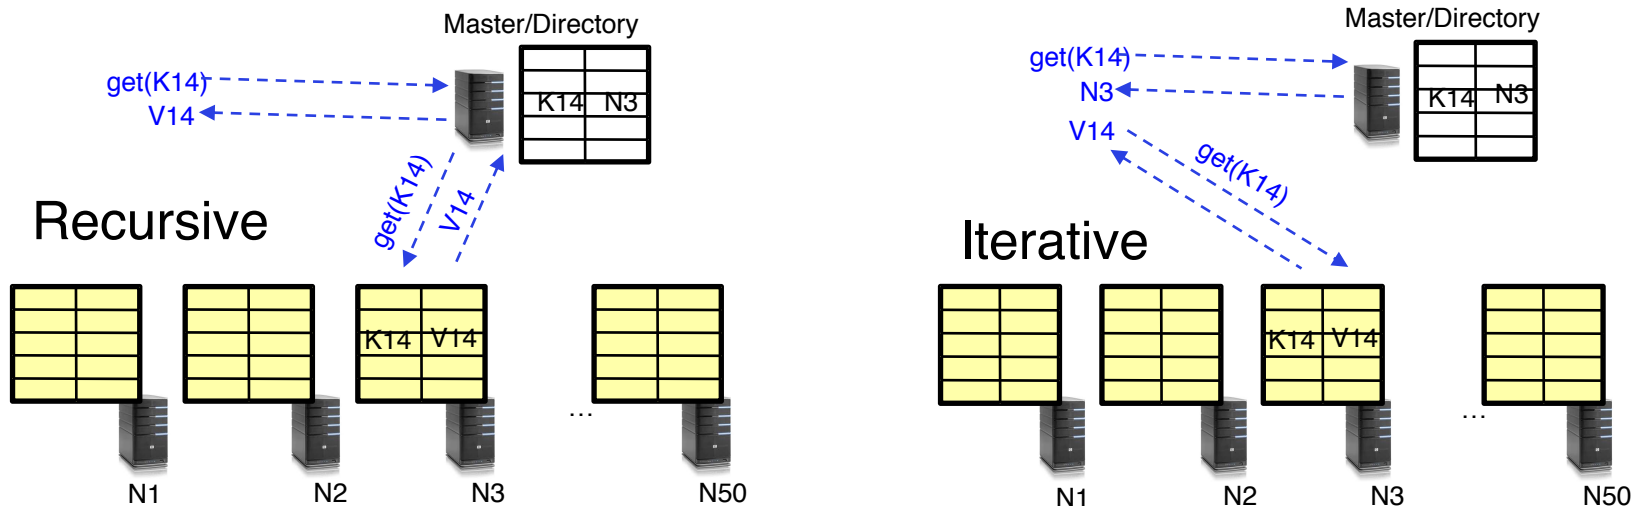 Master/Directory
get(K14)
V14
K14 N3
get(K14)
V14
Recursive
K14 V14
...
N1 N2 N3 N50
Master/Directory
get(K14)
N3
V14
K14 N3
get(K14)
Iterative
K14 V14
...
N1 N2 N3 N50